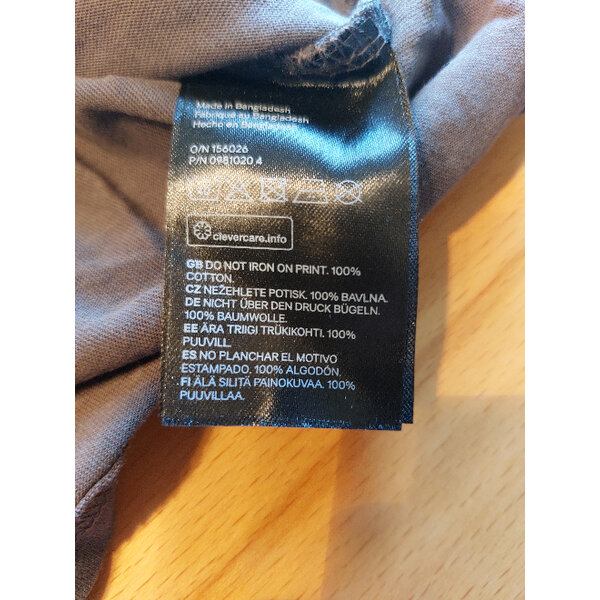 Made in Bangladesh
Fabriqué au Bangladesh
Hecho en Bangladesh
O/N 156026
P/N 0981020 4
clevercare.info
GB DO NOT IRON ON PRINT. 100%
COTTON.
CZ NEŽEHLETE POTISK. 100% BAVLNA.
DE NICHT ÜBER DEN DRUCK BÜGELN.
100% BAUMWOLLE.
EE ÄRA TRIIGI TRÜKIKOHTI. 100%
PUUVILL.
ES NO PLANCHAR EL MOTIVO
ESTAMPADO. 100% ALGODÓN.
FI ÄLÄ SILITÄ PAINOKUVAA. 100%
PUUVILLAA.